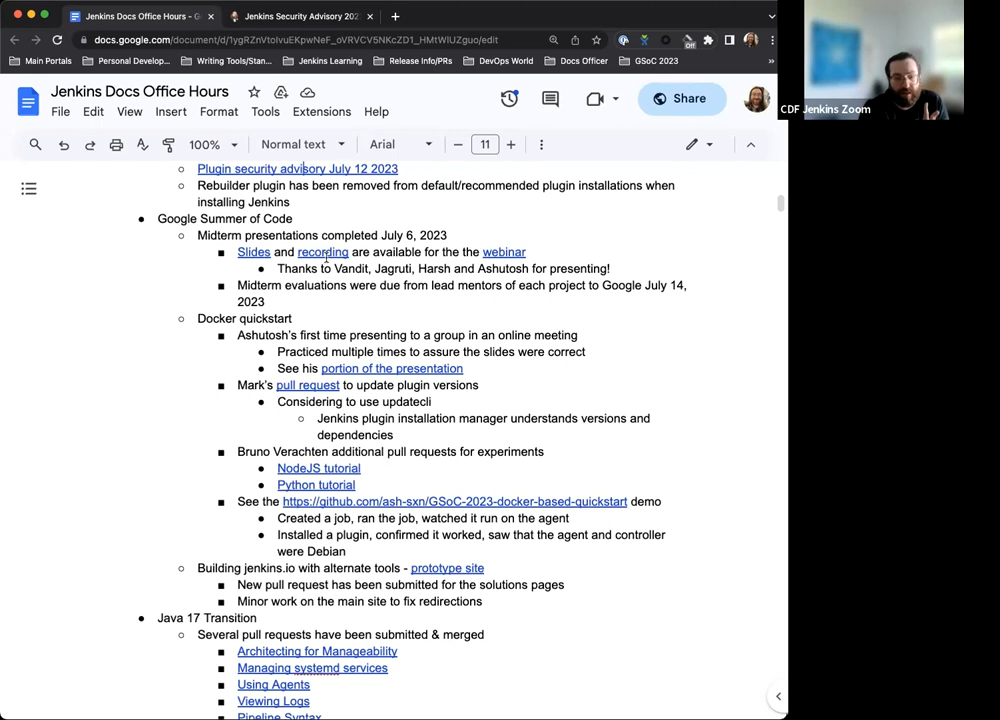 Jenkins Docs Office Hours - G
Jenkins Security Advisory 202
docs.google.com/document/d/1ygRZnVtoIvuEKpwNeF_oVRVCV5NKcZD1_HMtWIUZguo/edit
Off
Main Portals
Personal Develop...
Writing Tools/Stan...
Jenkins Learning
Release Info/PRs
DevOps World
Docs Officer
GSoC 2023
»
CDF Jenkins Zoom
Jenkins Docs Office Hours
File Edit View Insert Format Tools Extensions Help
Share
100% Normal text Arial 11
Plugin security advisory July 12 2023
Rebuilder plugin has been removed from default/recommended plugin installations when
installing Jenkins
Google Summer of Code
Midterm presentations completed July 6, 2023
Slides and recording are available for the the webinar
Thanks to Vandit, Jagruti, Harsh and Ashutosh for presenting!
Midterm evaluations were due from lead mentors of each project to Google July 14,
2023
Docker quickstart
Ashutosh's first time presenting to a group in an online meeting
Practiced multiple times to assure the slides were correct
See his portion of the presentation
Mark's pull request to update plugin versions
Considering to use updatecli
Jenkins plugin installation manager understands versions and
dependencies
Bruno Verachten additional pull requests for experiments
NodeJS tutorial
Python tutorial
See the https://github.com/ash-sxn/GSoC-2023-docker-based-quickstart demo
Created a job, ran the job, watched it run on the agent
Installed a plugin, confirmed it worked, saw that the agent and controller
were Debian
Building jenkins.io with alternate tools - prototype site
New pull request has been submitted for the solutions pages
Minor work on the main site to fix redirections
Java 17 Transition
Several pull requests have been submitted & merged
Architecting for Manageability
Managing systemd services
Using Agents
Viewing Logs
Pipeline Syntax